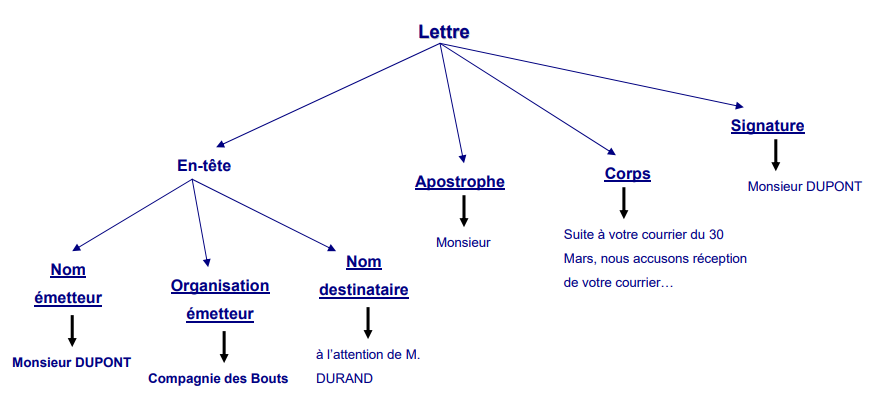 Lettre
Signature
Monsieur DUPONT
En-tête
Apostrophe
Monsieur
Corps
Suite à votre courrier du 30
Mars, nous accusons réception
de votre courrier…
Nom
émetteur
Monsieur DUPONT
Organisation
émetteur
Compagnie des Bouts
Nom
destinataire
à l’attention de M.
DURAND